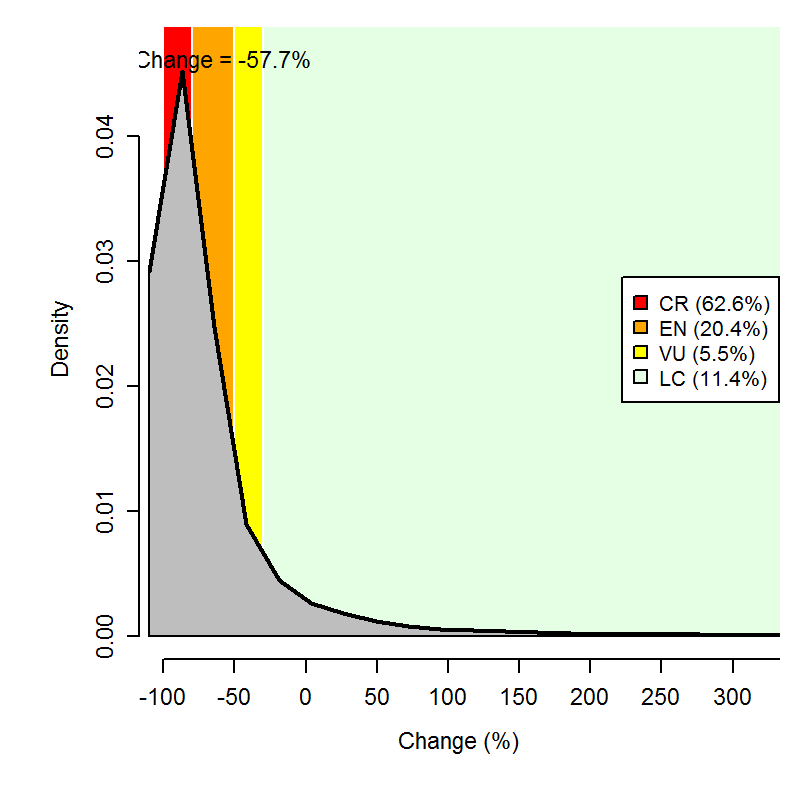 Change = -57.7%
0.04
0.03
0.02
0.01
0.00
Density
CR (62.6%)
EN (20.4%)
VU (5.5%)
LC (11.4%)
-100 -50 0 50 100 150 200 250 300
Change (%)